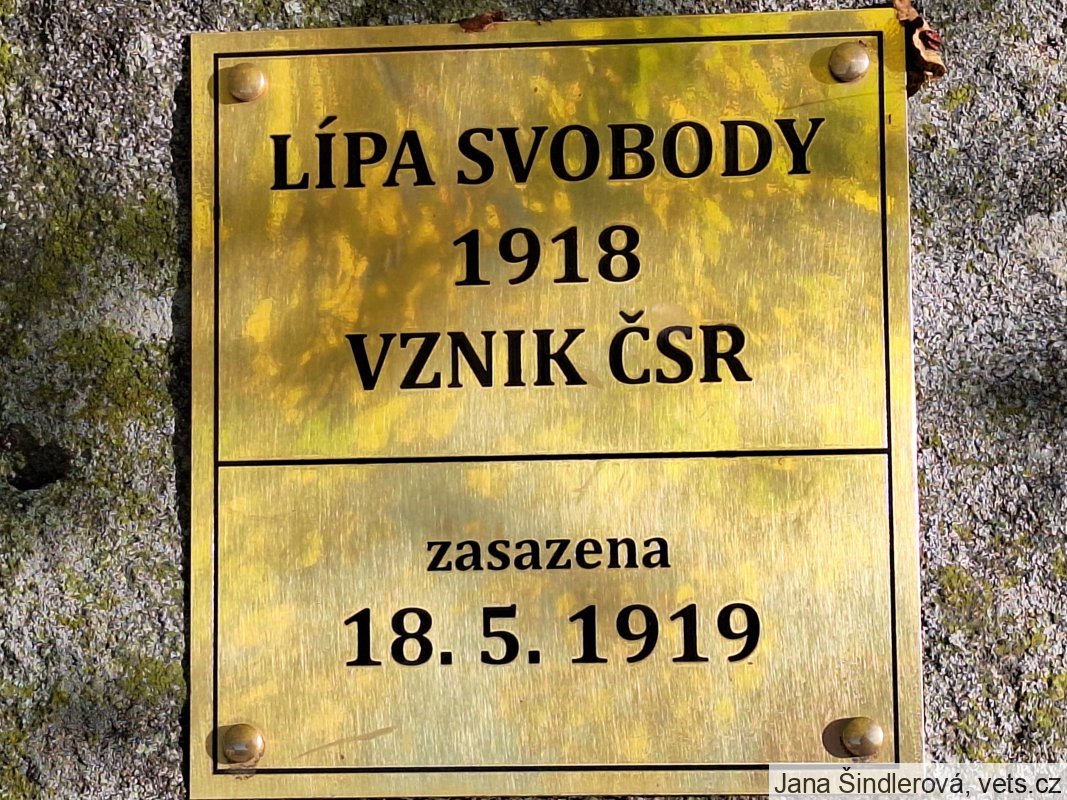 LÍPA SVOBODY
1918
VZNIK ČSR
zasazena
18. 5. 1919
Jana Šindlerová, vets.cz